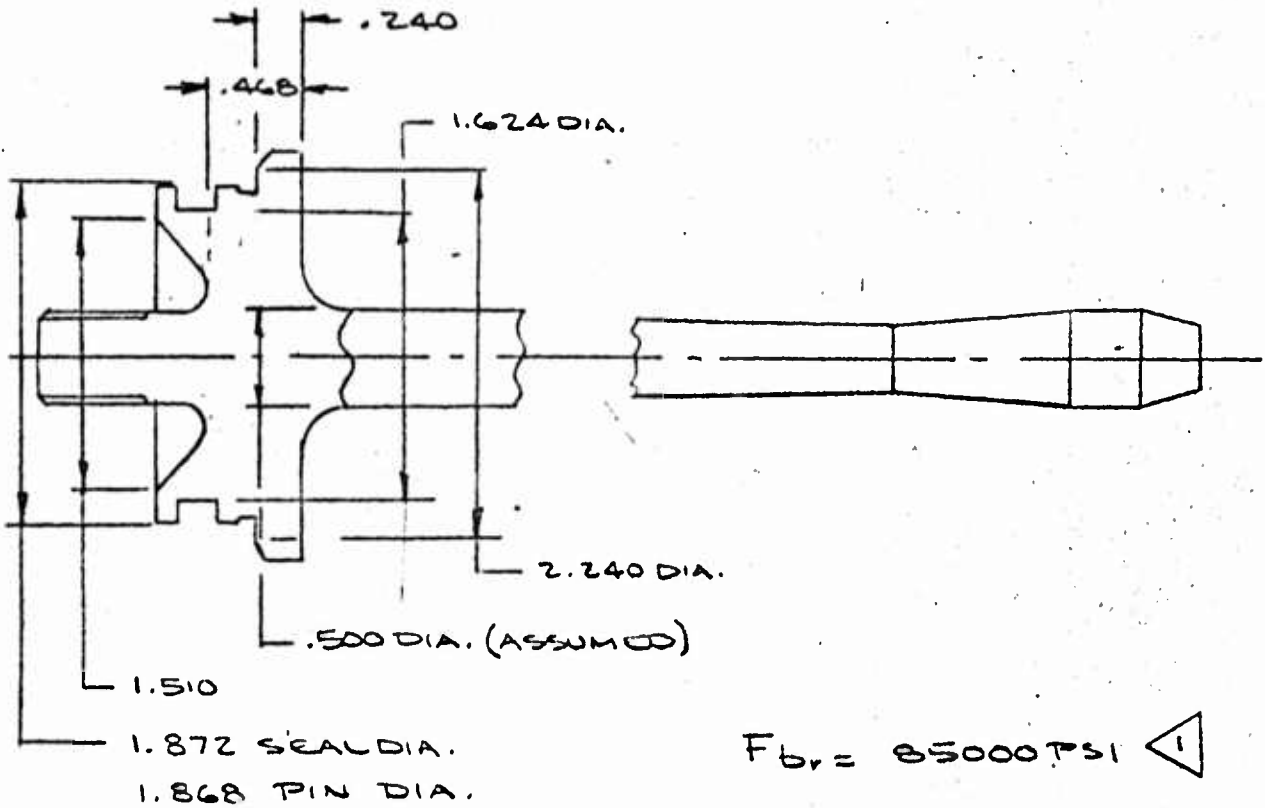 .240
.468
1.624 DIA.
2.240 DIA.
.500 DIA. (ASSUMED)
1.510
1.872 SEAL DIA.
1.868 PIN DIA.
Fbr = 85000 PSI 1